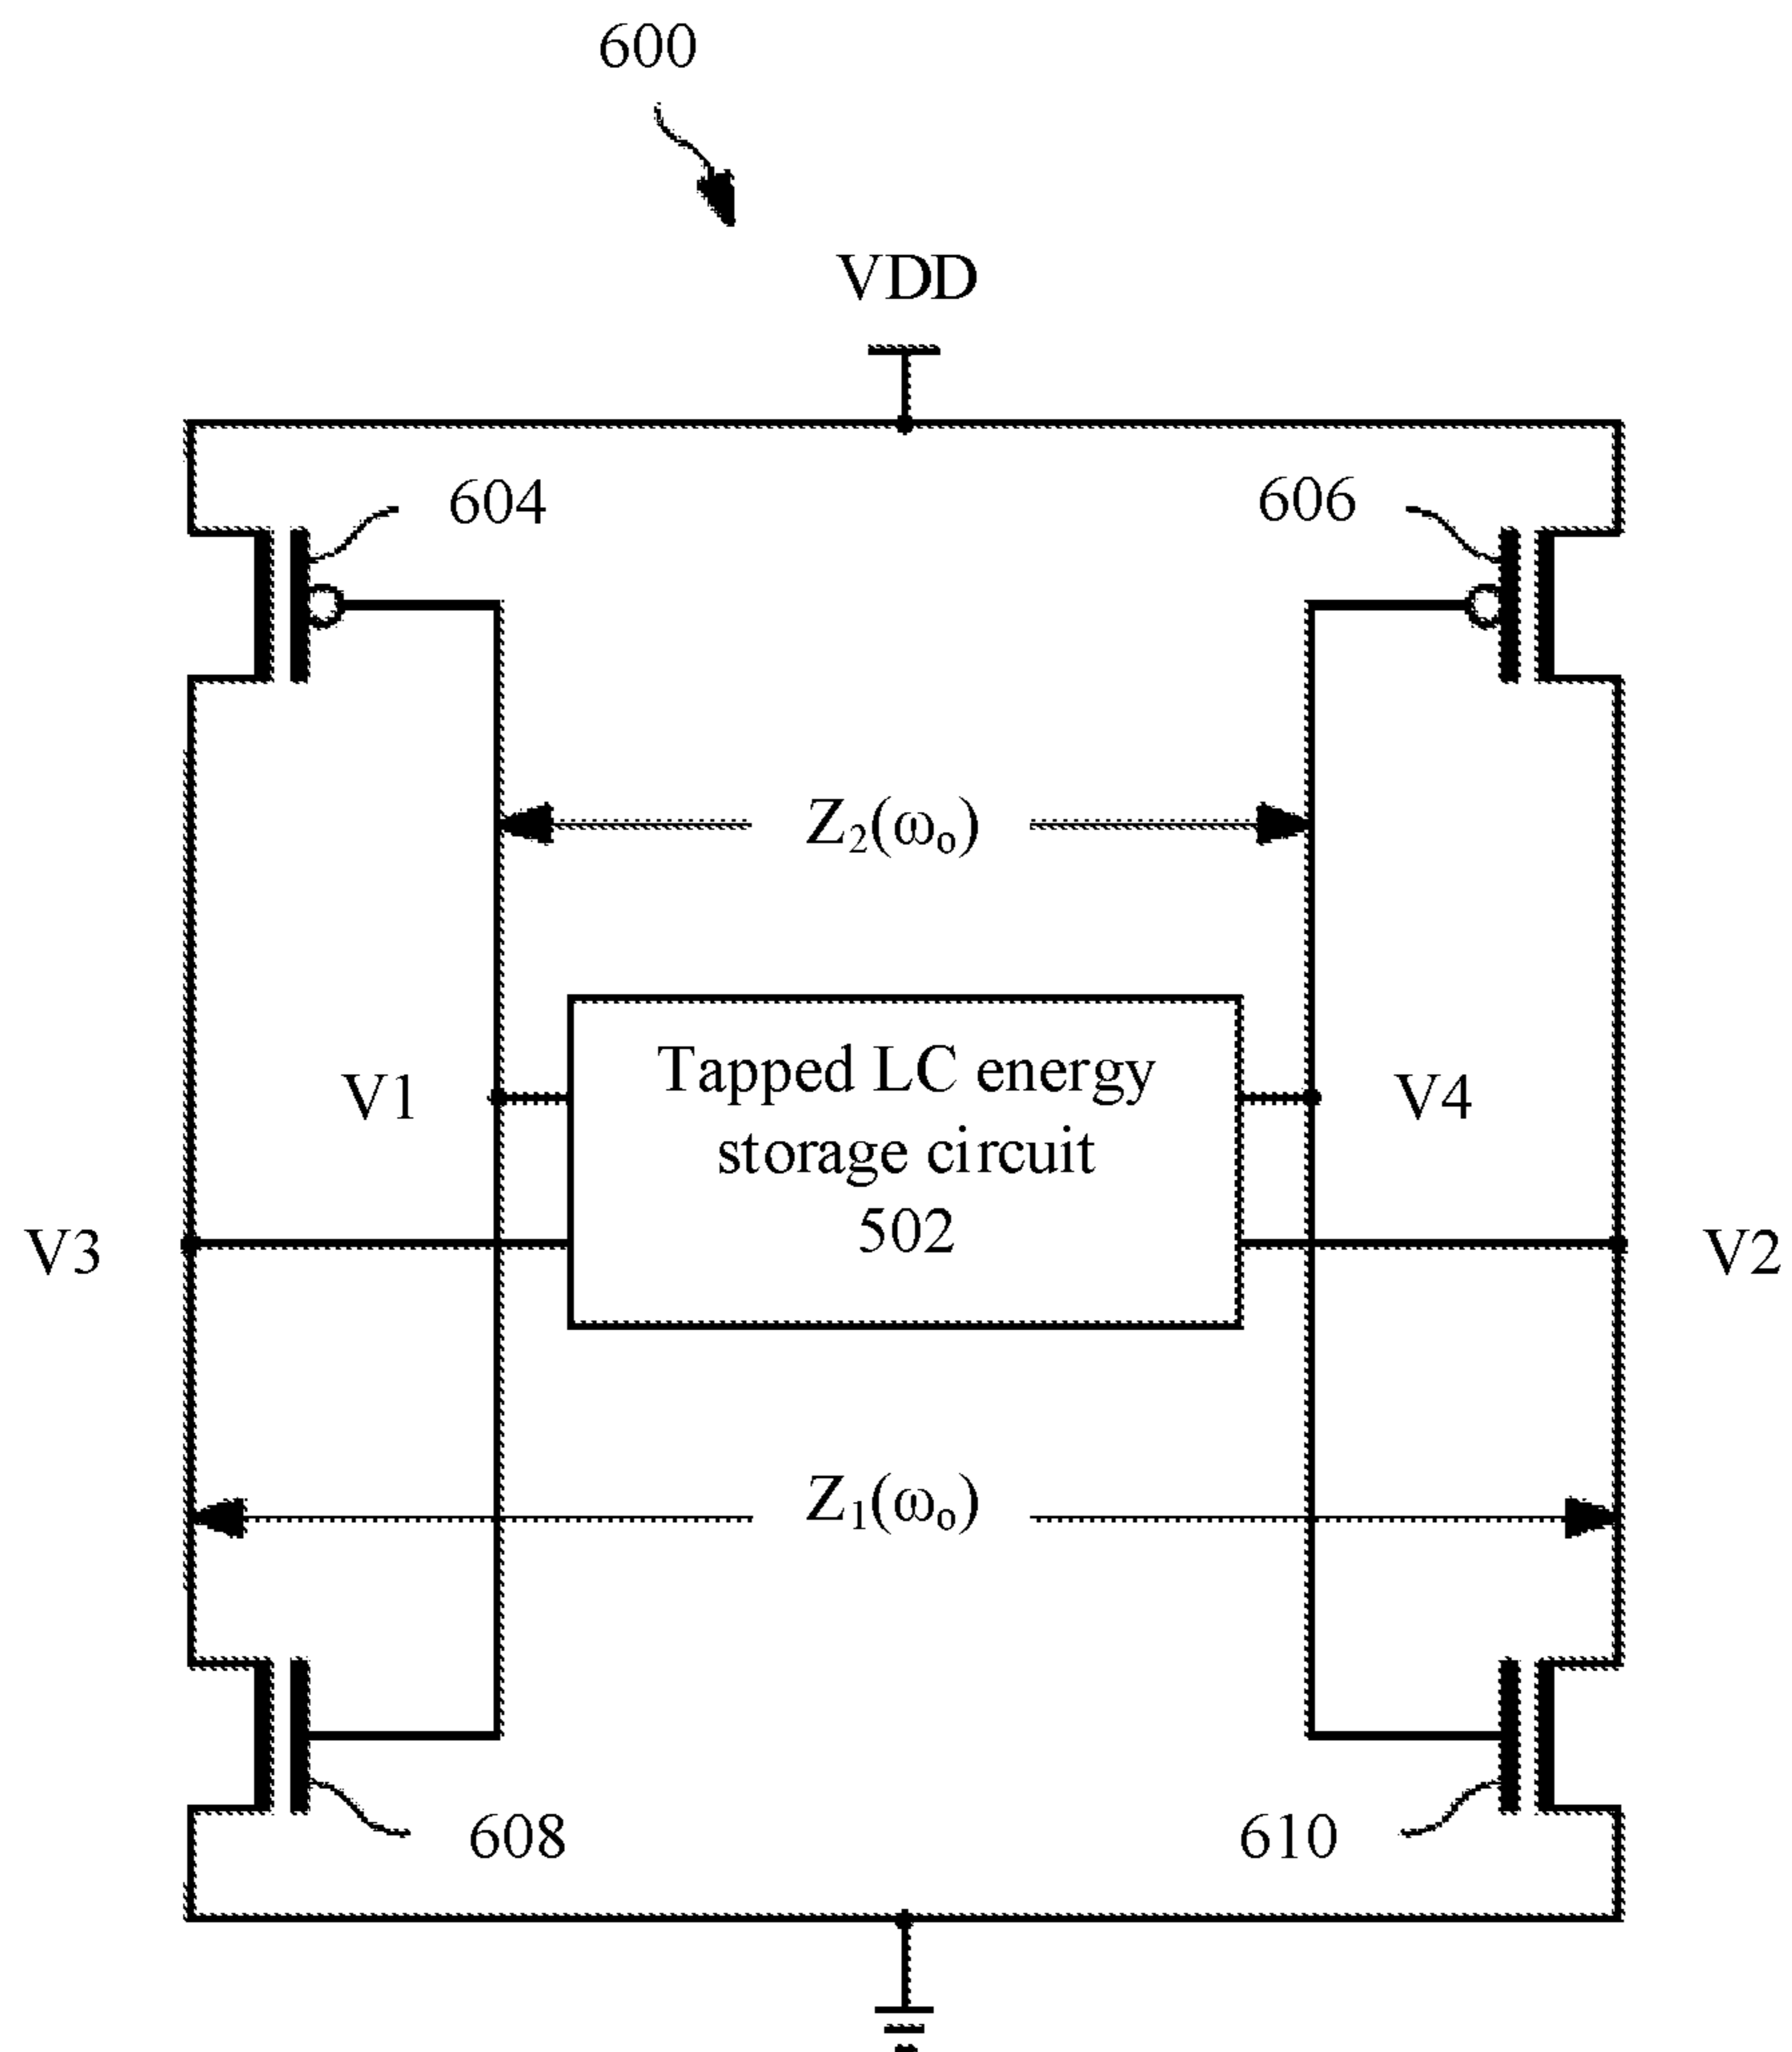 600
VDD
604
606
Z₂(ωₒ)
Tapped LC energy
storage circuit
502
V1
V4
V3
V2
Z₁(ωₒ)
608
610